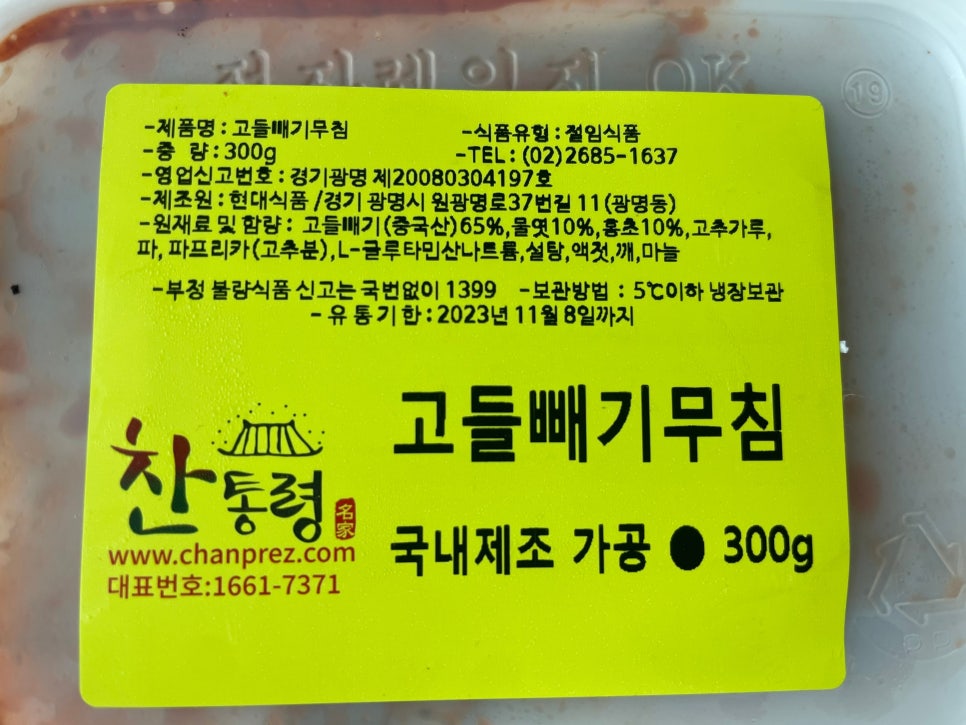 전자레인지 OK
19
-제품명 : 고들빼기무침 -식품유형 : 절임식품
-중 량 : 300g -TEL : (02)2685-1637
-영업신고번호 : 경기광명 제20080304197호
-제조원 : 현대식품 /경기 광명시 원광명로37번길 11 (광명동)
-원재료 및 함량 : 고들빼기(중국산)65%,물엿10%,홍초10%,고추가루,
파, 파프리카(고추분),L-글루타민산나트륨,설탕,액젓,깨,마늘
-부정 불량식품 신고는 국번없이 1399 -보관방법 : 5℃이하 냉장보관
- 유 통 기 한 : 2023년 11월 8일까지
고들빼기무침
찬통령
名家
www.chanprez.com
대표번호:1661-7371
국내제조 가공 ● 300g